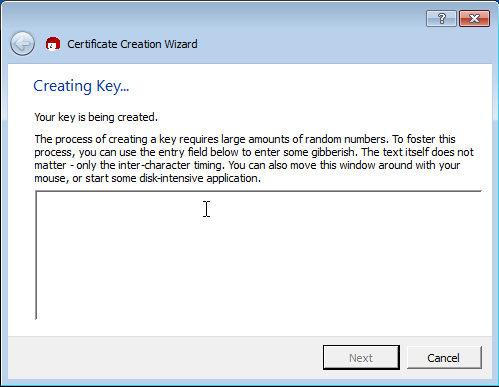 Certificate Creation Wizard
Creating Key...
Your key is being created.
The process of creating a key requires large amounts of random numbers. To foster this
process, you can use the entry field below to enter some gibberish. The text itself does not
matter - only the inter-character timing. You can also move this window around with your
mouse, or start some disk-intensive application.
Next
Cancel